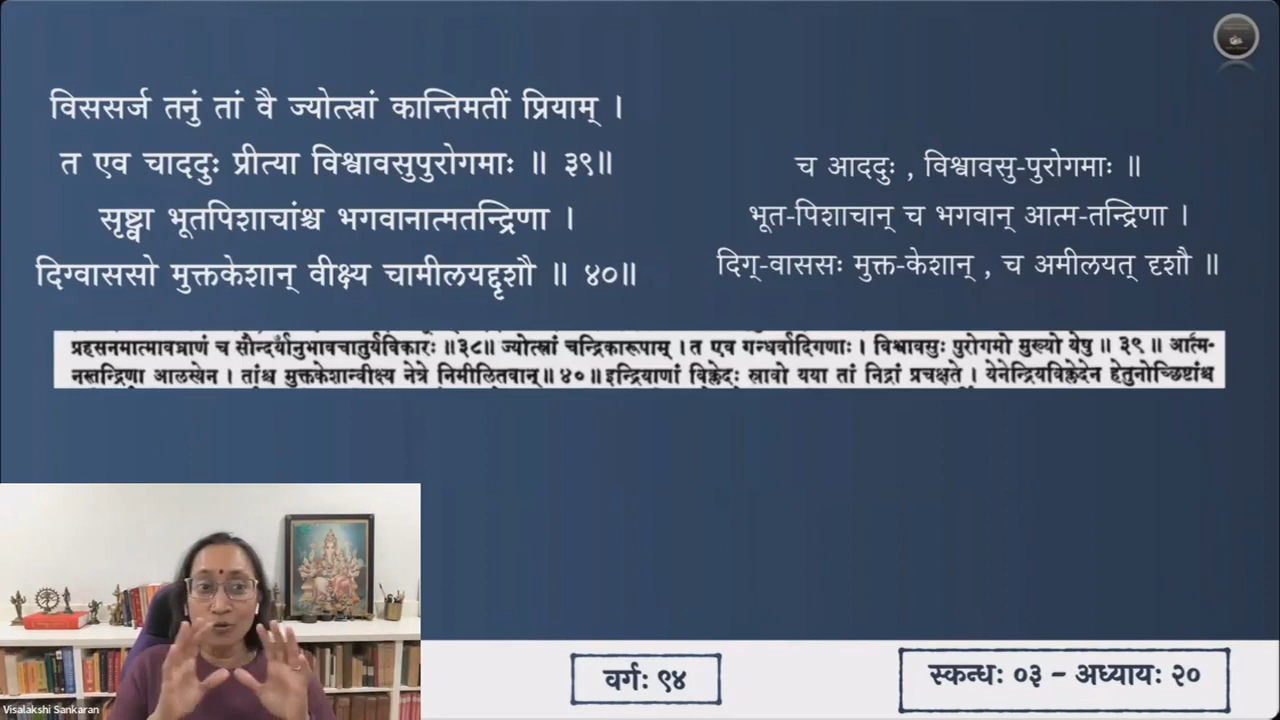 विससर्ज तनुं तां वै ज्योत्स्नां कान्तिमतीं प्रियाम् ।
त एव चाददुः प्रीत्या विश्वावसुपुरोगमाः ॥ ३९॥
सृष्ट्वा भूतपिशाचांश्च भगवानात्मतन्द्रिणा ।
दिग्वाससो मुक्तकेशान् वीक्ष्य चामीलयद्दृशौ ॥ ४०॥
च आददुः , विश्वावसु-पुरोगमाः ॥
भूत-पिशाचान् च भगवान् आत्म-तन्द्रिणा ।
दिग्-वाससः मुक्त-केशान् , च अमीलयत् दृशौ ॥
प्रहसनमात्मावघ्राणं च सौन्दर्यानुभावचातुर्यविकारः ॥३८॥ ज्योत्स्नां चन्द्रिकारूपाम् । त एव गन्धर्वादिगणाः । विश्वावसुः पुरोगमो मुख्यो येषु ॥ ३९ ॥ आत्म-
नस्तन्द्रिणा आलस्येन । तांश्च मुक्तकेशान्वीक्ष्य नेत्रे निमीलितवान् ॥ ४० ॥ इन्द्रियाणां विक्लेदः स्रावो यया तां निद्रां प्रचक्षते । येनेन्द्रियविक्लेदेन हेतुनोच्छिष्टांश्च
Visalakshi Sankaran
वर्गः ९४
स्कन्धः ०३ – अध्यायः २०